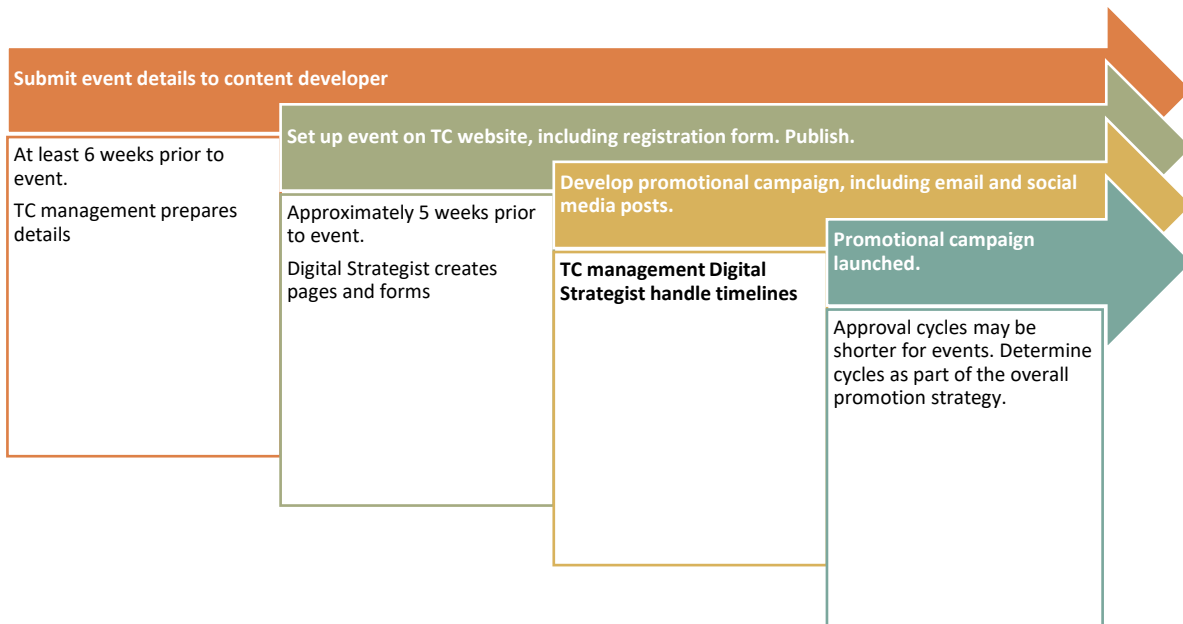 Submit event details to content developer
At least 6 weeks prior to
event.
TC management prepares
details
Set up event on TC website, including registration form. Publish.
Approximately 5 weeks prior
to event.
Digital Strategist creates
pages and forms
Develop promotional campaign, including email and social
media posts.
TC management Digital
Strategist handle timelines
Promotional campaign
launched.
Approval cycles may be
shorter for events. Determine
cycles as part of the overall
promotion strategy.